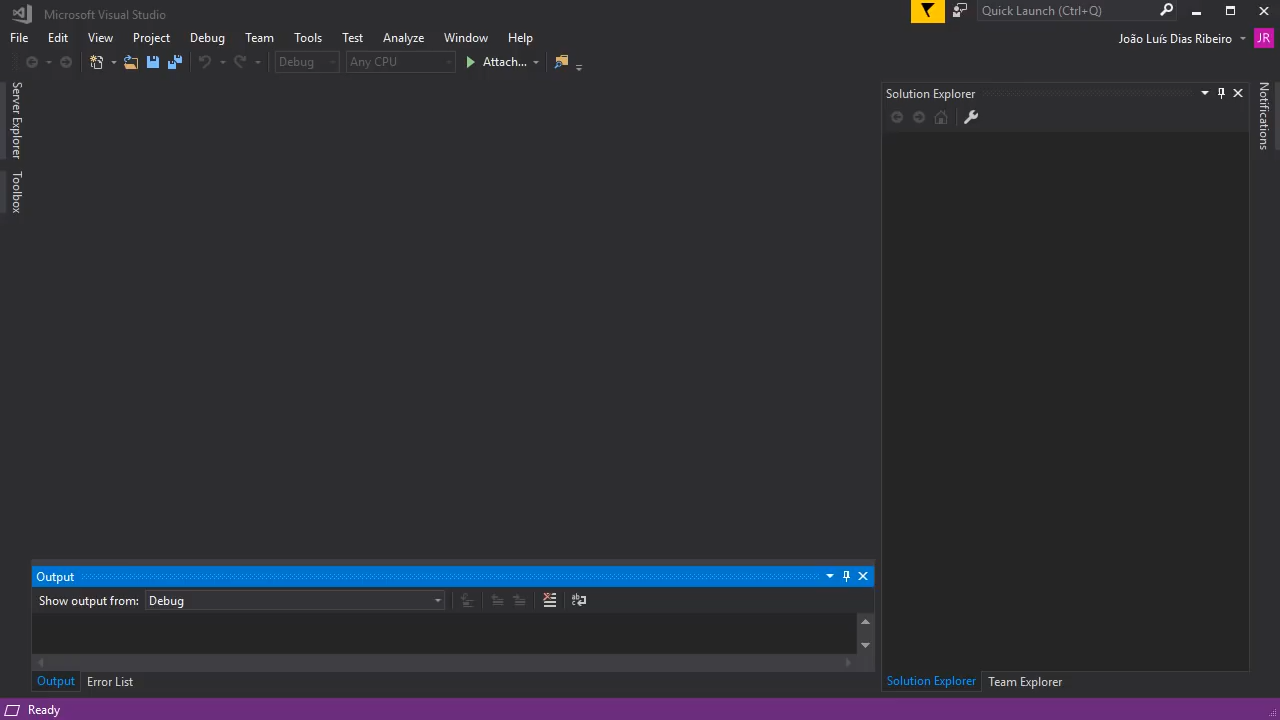 Microsoft Visual Studio
Quick Launch (Ctrl+Q)
File Edit View Project Debug Team Tools Test Analyze Window Help
João Luís Dias Ribeiro JR
Debug Any CPU Attach...
Server Explorer
Toolbox
Solution Explorer
Notifications
Output
Show output from: Debug
Output Error List
Solution Explorer Team Explorer
Ready